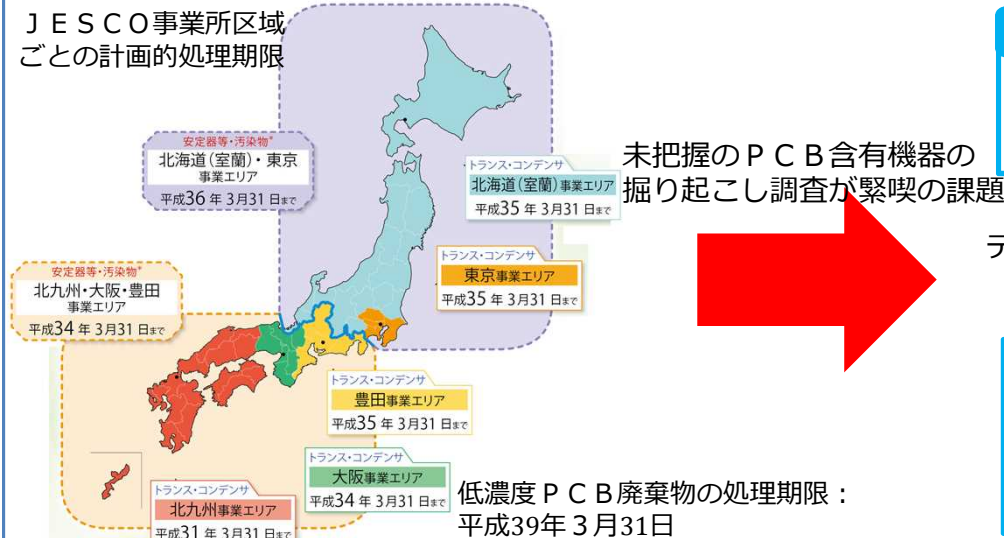 ＪＥＳＣＯ事業所区域
ごとの計画的処理期限
安定器等・汚染物*
北海道(室蘭)・東京
事業エリア
平成36年 3月31日まで
トランス・コンデンサ
北海道(室蘭)事業エリア
平成35年 3月31日まで
未把握のＰＣＢ含有機器の
掘り起こし調査が緊喫の課題
トランス・コンデンサ
東京事業エリア
平成35年 3月31日まで
安定器等・汚染物*
北九州・大阪・豊田
事業エリア
平成34年 3月31日まで
トランス・コンデンサ
豊田事業エリア
平成35年 3月31日まで
トランス・コンデンサ
大阪事業エリア
平成34年 3月31日まで
トランス・コンデンサ
北九州事業エリア
平成31年 3月31日まで
低濃度ＰＣＢ廃棄物の処理期限：
平成39年３月31日